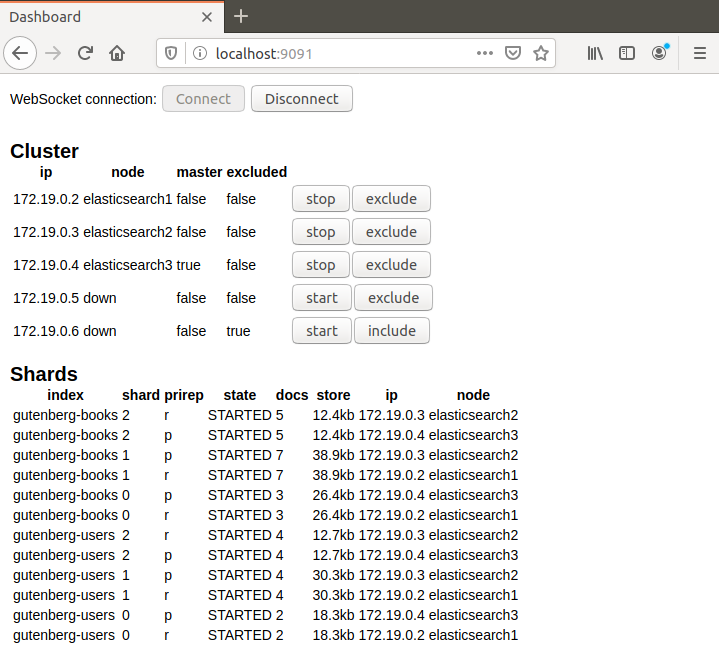 Dashboard
localhost:9091
WebSocket connection: Connect Disconnect
Cluster
ip node master excluded
172.19.0.2 elasticsearch1 false false stop exclude
172.19.0.3 elasticsearch2 false false stop exclude
172.19.0.4 elasticsearch3 true false stop exclude
172.19.0.5 down false false start exclude
172.19.0.6 down false true start include
Shards
index shard prirep state docs store ip node
gutenberg-books 2 r STARTED 5 12.4kb 172.19.0.3 elasticsearch2
gutenberg-books 2 p STARTED 5 12.4kb 172.19.0.4 elasticsearch3
gutenberg-books 1 p STARTED 7 38.9kb 172.19.0.3 elasticsearch2
gutenberg-books 1 r STARTED 7 38.9kb 172.19.0.2 elasticsearch1
gutenberg-books 0 p STARTED 3 26.4kb 172.19.0.4 elasticsearch3
gutenberg-books 0 r STARTED 3 26.4kb 172.19.0.2 elasticsearch1
gutenberg-users 2 r STARTED 4 12.7kb 172.19.0.3 elasticsearch2
gutenberg-users 2 p STARTED 4 12.7kb 172.19.0.4 elasticsearch3
gutenberg-users 1 p STARTED 4 30.3kb 172.19.0.3 elasticsearch2
gutenberg-users 1 r STARTED 4 30.3kb 172.19.0.2 elasticsearch1
gutenberg-users 0 p STARTED 2 18.3kb 172.19.0.4 elasticsearch3
gutenberg-users 0 r STARTED 2 18.3kb 172.19.0.2 elasticsearch1